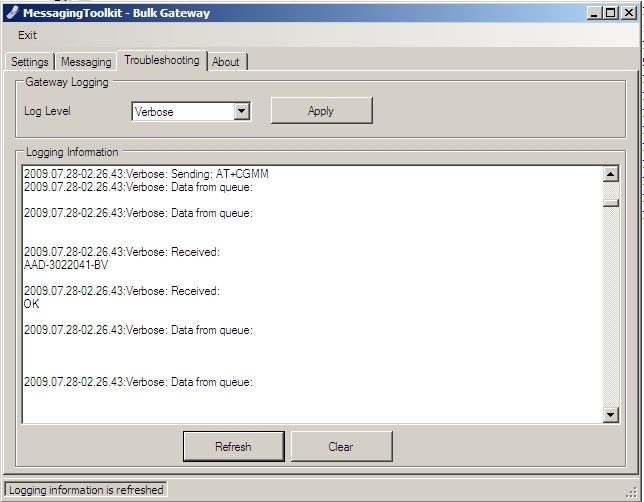 MessagingToolkit - Bulk Gateway
Exit
Settings Messaging Troubleshooting About
Gateway Logging
Log Level Verbose Apply
Logging Information
2009.07.28-02.26.43:Verbose: Sending: AT+CGMM
2009.07.28-02.26.43:Verbose: Data from queue:
2009.07.28-02.26.43:Verbose: Data from queue:
2009.07.28-02.26.43:Verbose: Received:
AAD-3022041-BV
2009.07.28-02.26.43:Verbose: Received:
OK
2009.07.28-02.26.43:Verbose: Data from queue:
2009.07.28-02.26.43:Verbose: Data from queue:
Refresh Clear
Logging information is refreshed